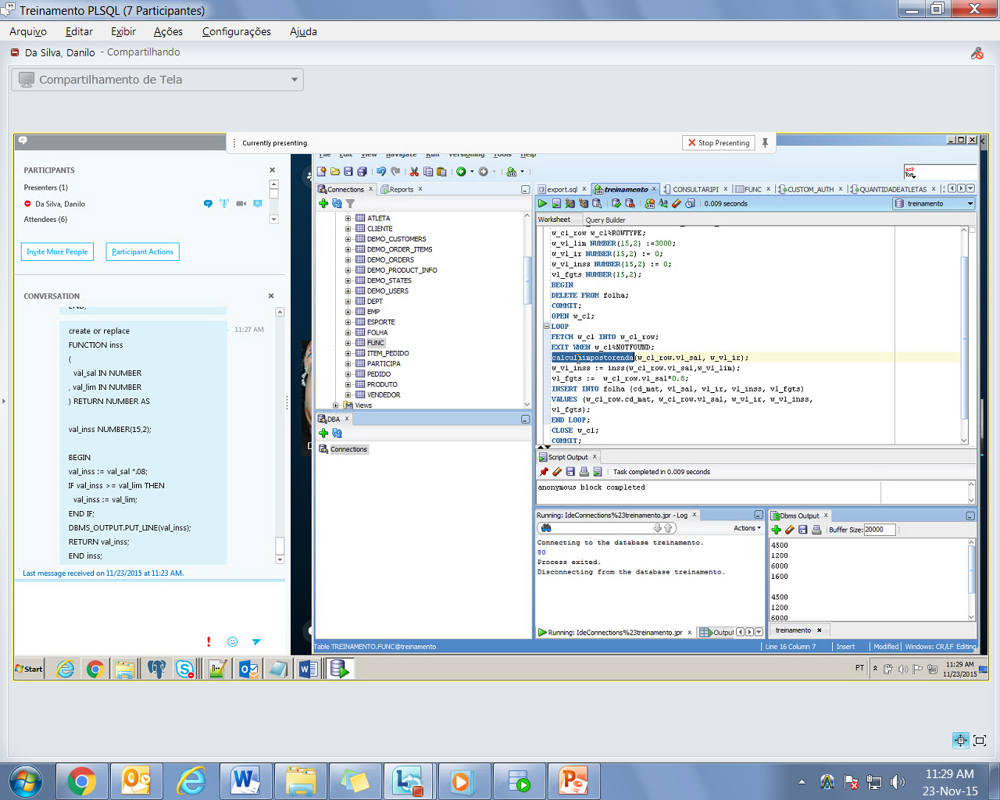 Treinamento PLSQL (7 Participantes)
Arquivo Editar Exibir Ações Configurações Ajuda
Da Silva, Danilo - Compartilhando
Compartilhamento de Tela
Currently presenting
Stop Presenting
PARTICIPANTS
Presenters (1)
Da Silva, Danilo
Attendees (6)
Invite More People
Participant Actions
CONVERSATION
END;
create or replace
11:27 AM
FUNCTION inss
(
val_sal IN NUMBER
, val_lim IN NUMBER
) RETURN NUMBER AS
val_inss NUMBER(15,2);
BEGIN
val_inss := val_sal *.08;
IF val_inss >= val_lim THEN
val_inss := val_lim;
END IF;
DBMS_OUTPUT.PUT_LINE(val_inss);
RETURN val_inss;
END inss;
Last message received on 11/23/2015 at 11:23 AM.
File Edit View Navigate Run Versioning Tools Help
Connections
Reports
ATLETA
CLIENTE
DEMO_CUSTOMERS
DEMO_ORDER_ITEMS
DEMO_ORDERS
DEMO_PRODUCT_INFO
DEMO_STATES
DEMO_USERS
DEPT
EMP
ESPORTE
FOLHA
FUNC
ITEM_PEDIDO
PARTICIPA
PEDIDO
PRODUTO
VENDEDOR
Views
DBA
Connections
ask
export.sql
treinamento
CONSULTARIPI
FUNC
CUSTOM_AUTH
QUANTIDADEATLETAS
0.009 seconds
treinamento
Worksheet
Query Builder
w_cl_row w_cl%ROWTYPE;
w_vl_lim NUMBER(15,2) :=3000;
w_vl_ir NUMBER(15,2) := 0;
w_vl_inss NUMBER(15,2) := 0;
vl_fgts NUMBER(15,2);
BEGIN
DELETE FROM folha;
COMMIT;
OPEN w_cl;
LOOP
FETCH w_cl INTO w_cl_row;
EXIT WHEN w_cl%NOTFOUND;
calculaimpostorenda(w_cl_row.vl_sal, w_vl_ir);
w_vl_inss := inss(w_cl_row.vl_sal,w_vl_lim);
vl_fgts := w_cl_row.vl_sal*0.8;
INSERT INTO folha (cd_mat, vl_sal, vl_ir, vl_inss, vl_fgts)
VALUES (w_cl_row.cd_mat, w_cl_row.vl_sal, w_vl_ir, w_vl_inss,
vl_fgts);
END LOOP;
CLOSE w_cl;
COMMIT;
Script Output
Task completed in 0.009 seconds
anonymous block completed
Running: IdeConnections%23treinamento.jpr - Log
Actions
Connecting to the database treinamento.
80
Process exited.
Disconnecting from the database treinamento.
Running: IdeConnections%23treinamento.jpr
Output
Dbms Output
Buffer Size: 20000
4500
1200
6000
1600
4500
1200
6000
treinamento
Table TREINAMENTO.FUNC@treinamento
Line 16 Column 7
Insert
Modified
Windows: CR/LF Editing
Start
PT
11:29 AM
11/23/2015
11:29 AM
23-Nov-15